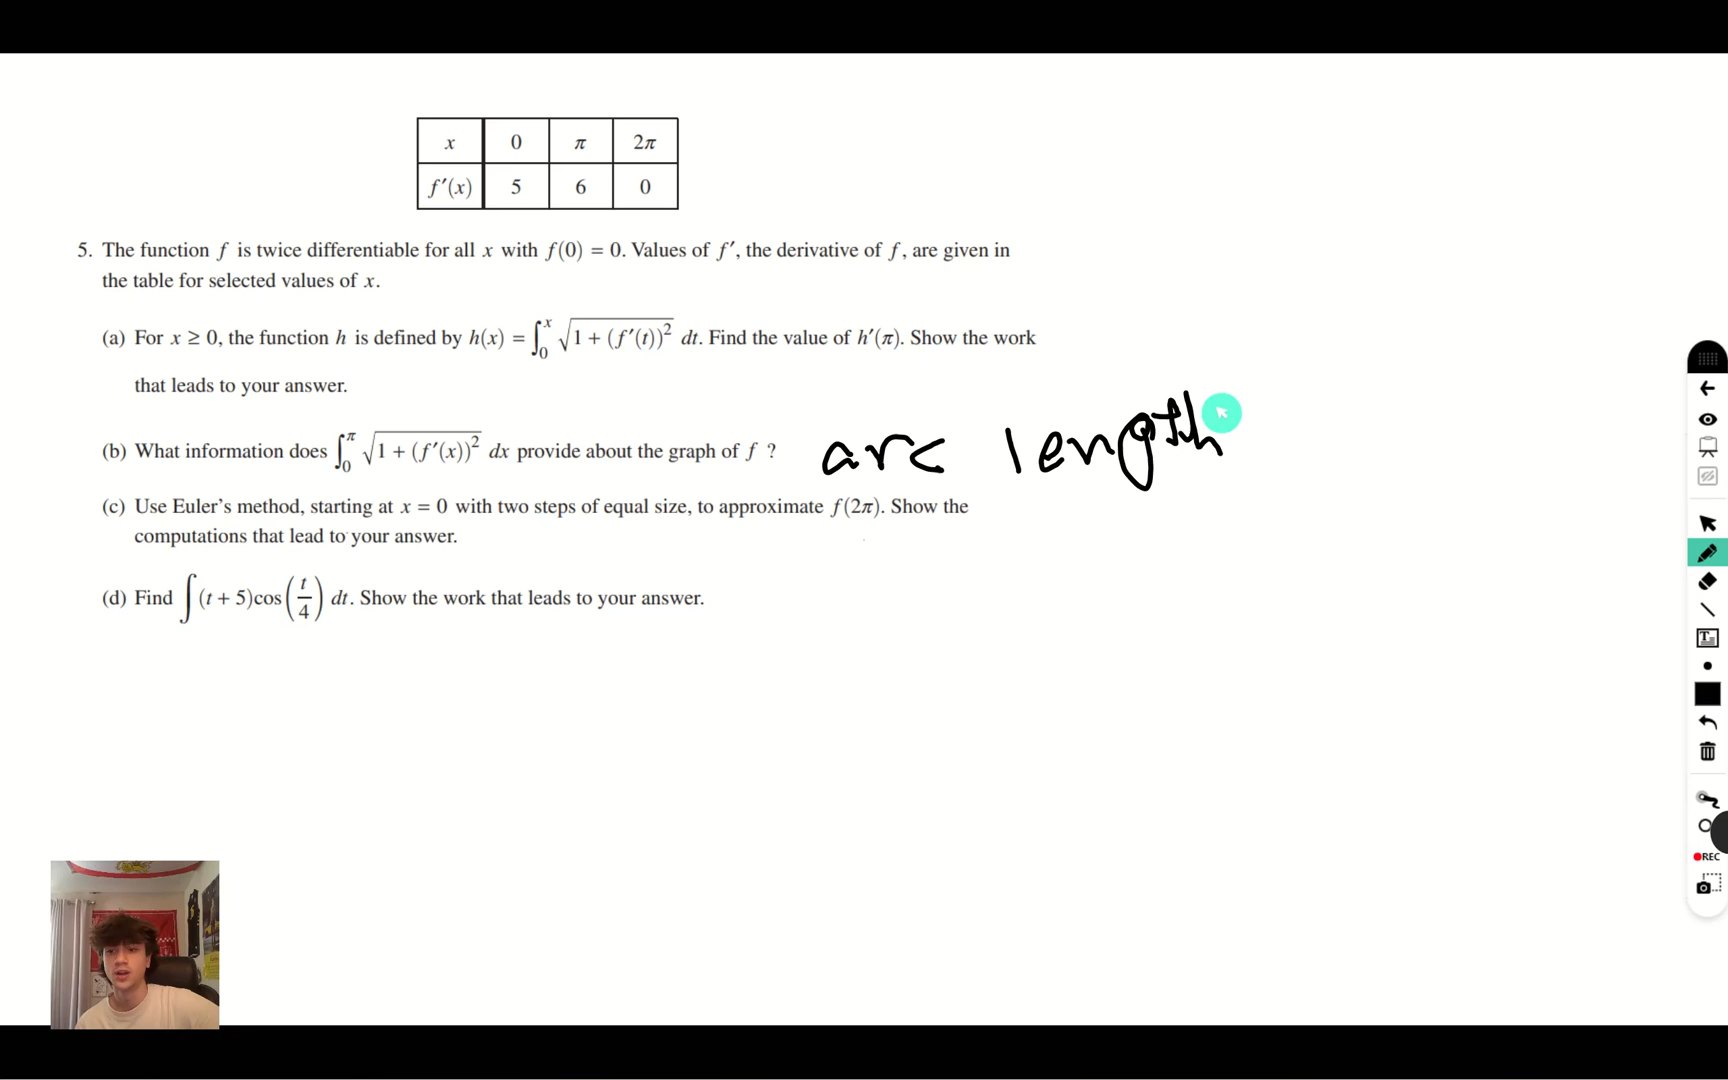 x 0 π 2π
f′(x) 5 6 0
5. The function f is twice differentiable for all x with f(0) = 0. Values of f′, the derivative of f, are given in
the table for selected values of x.
(a) For x ≥ 0, the function h is defined by h(x) = ∫₀ˣ √(1 + (f′(t))²) dt. Find the value of h′(π). Show the work
that leads to your answer.
(b) What information does ∫₀^π √(1 + (f′(x))²) dx provide about the graph of f ? arc length
(c) Use Euler’s method, starting at x = 0 with two steps of equal size, to approximate f(2π). Show the
computations that lead to your answer.
(d) Find ∫(t + 5)cos(t/4) dt. Show the work that leads to your answer.
REC